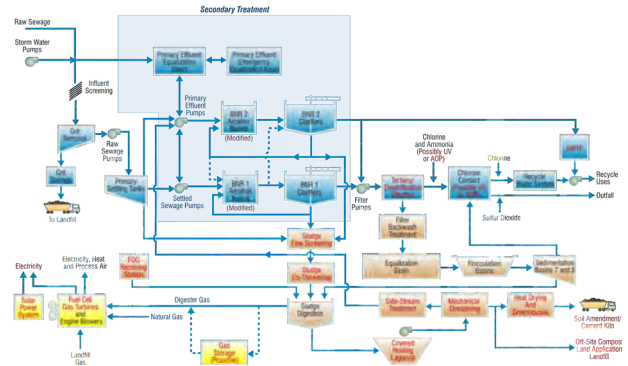 Secondary Treatment
Raw Sewage
Storm Water
Pumps
Primary Effluent
Equalization
Basin
Primary Effluent
Emergency
Influent
Screening
Primary
Effluent
Pumps
BNR 2
Aeration
Basins
(Modified)
BNR 2
Clarifiers
Grit
Removal
Raw
Sewage
Pumps
Chlorine
and Ammonia
(Possibly UV
or AOP)
Chlorine
Grit
Primary
Settling Tanks
Settled
Sewage Pumps
BNR 1
Aeration
Basins
(Modified)
BNR 1
Clarifiers
Filter
Pumps
Tertiary/
Denitrification
Chlorine
Contact
(Possible UV
Recycle
Water System
Recycle
Uses
Outfall
To Landfill
Sulfur Dioxide
Filter
Backwash
Treatment
Sludge
Fine Screening
Electricity
Electricity, Heat
and Process Air
FOG
Receiving
Station
Sludge
Co-Thickening
Equalization
Basin
Flocculation
Basins
Sedimentation
Basins 7 and 8
Digester Gas
Solar
Power
System
Fuel Cell
Gas Turbines
and
Engine Blowers
Natural Gas
Sludge
Digestion
Side-Stream
Treatment
Mechanical
Dewatering
Heat Drying
And
Greenhouses
Soil Amendment/
Cement Kiln
Gas
Storage
(Possible)
Covered
Holding
Lagoons
Off-Site Compost
Land Application
Landfill
Landfill
Gas